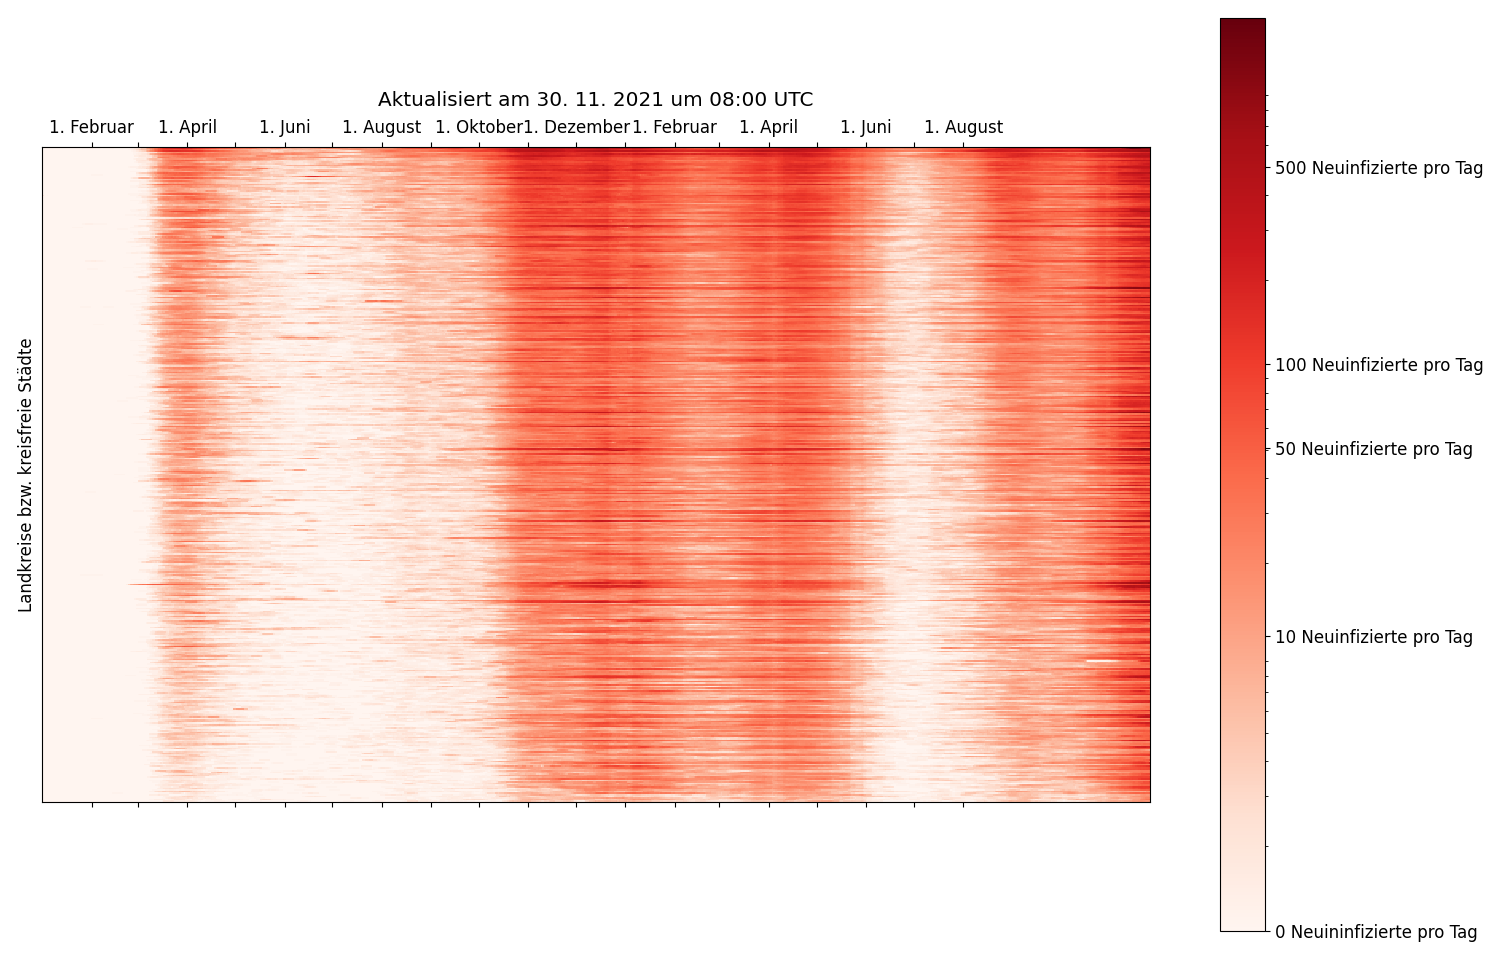 Aktualisiert am 30. 11. 2021 um 08:00 UTC
1. Februar 1. April 1. Juni 1. August 1. Oktober 1. Dezember 1. Februar 1. April 1. Juni 1. August
Landkreise bzw. kreisfreie Städte
500 Neuinfizierte pro Tag
100 Neuinfizierte pro Tag
50 Neuinfizierte pro Tag
10 Neuinfizierte pro Tag
0 Neuininfizierte pro Tag